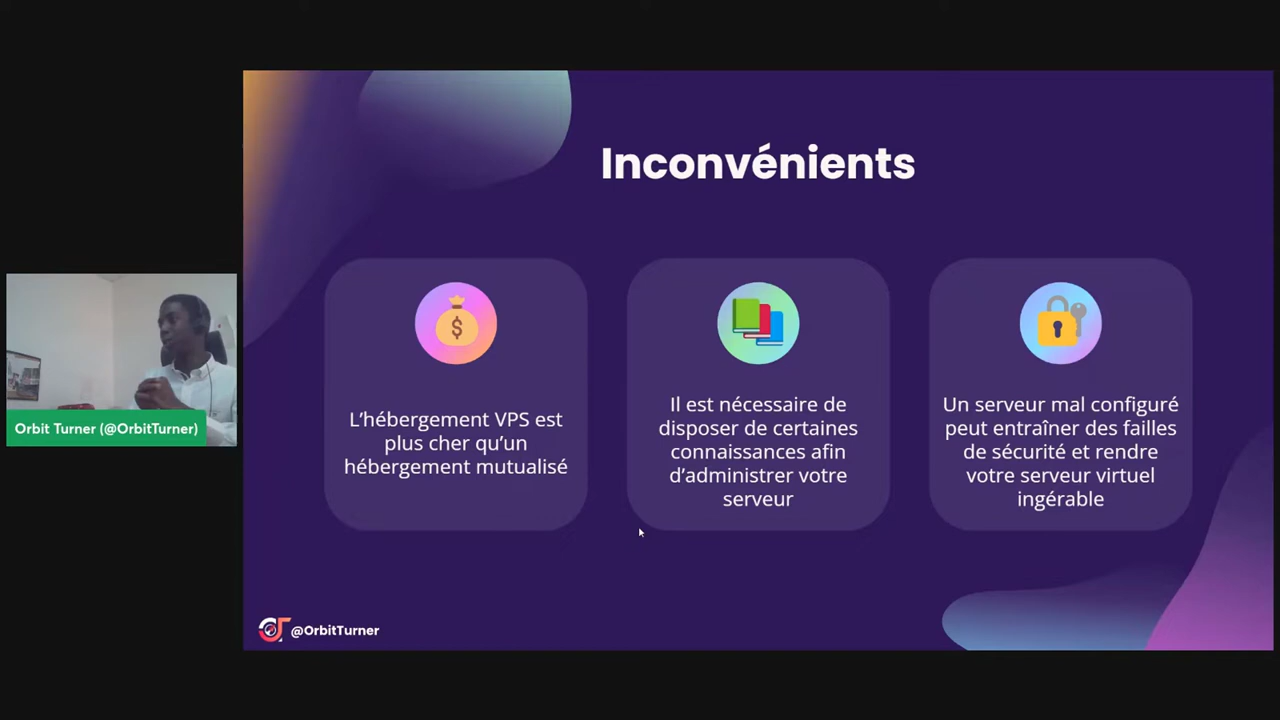 Inconvénients
$
L’hébergement VPS est
plus cher qu’un
hébergement mutualisé
Il est nécessaire de
disposer de certaines
connaissances afin
d’administrer votre
serveur
Un serveur mal configuré
peut entraîner des failles
de sécurité et rendre
votre serveur virtuel
ingérable
Orbit Turner (@OrbitTurner)
@OrbitTurner